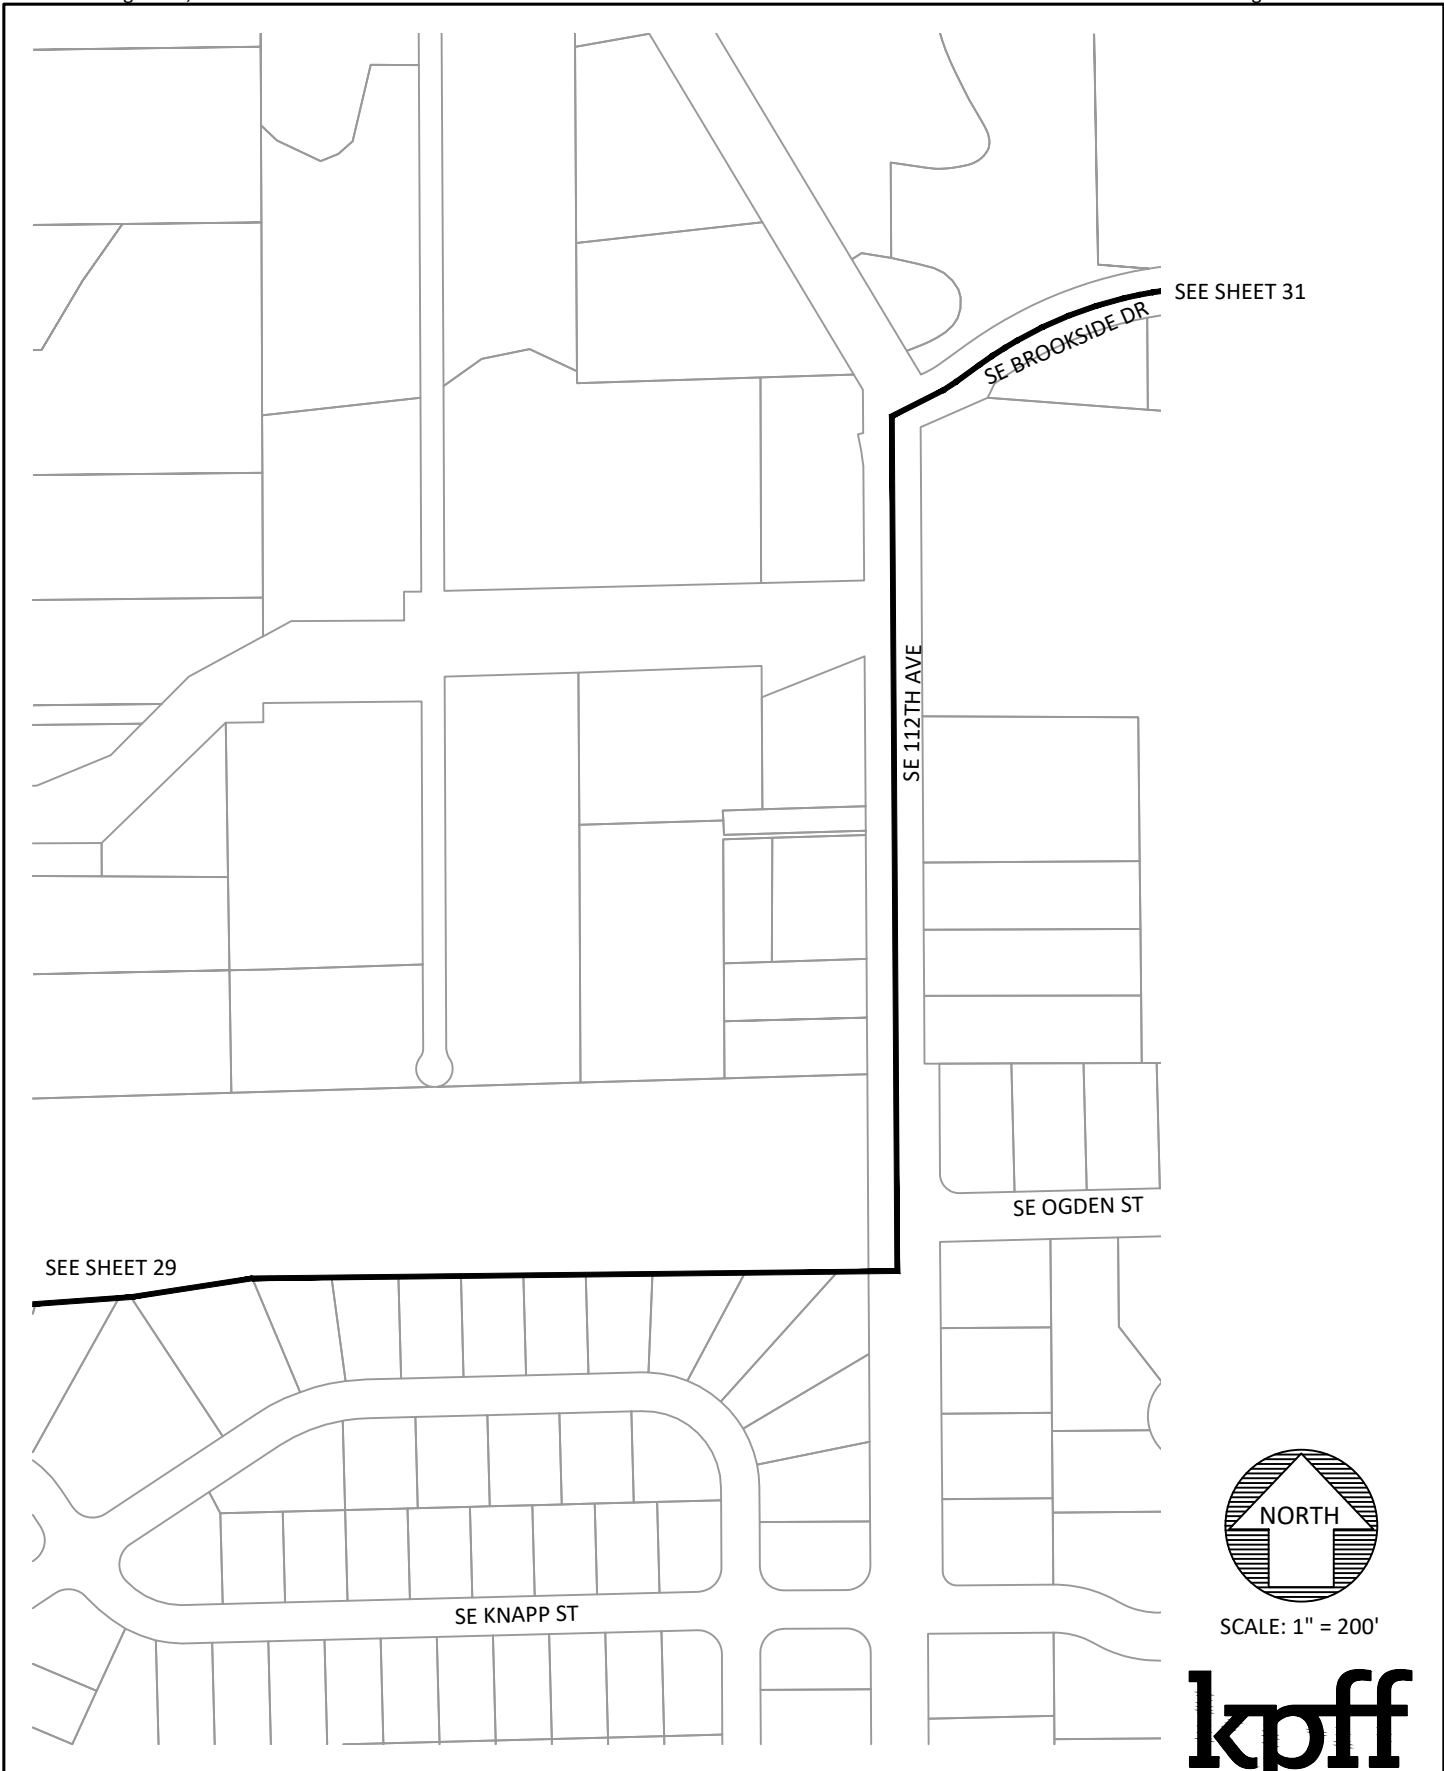 SEE SHEET 31
SE BROOKSIDE DR
SE 112TH AVE
SE OGDEN ST
SEE SHEET 29
NORTH
SE KNAPP ST
SCALE: 1" = 200'
kpff